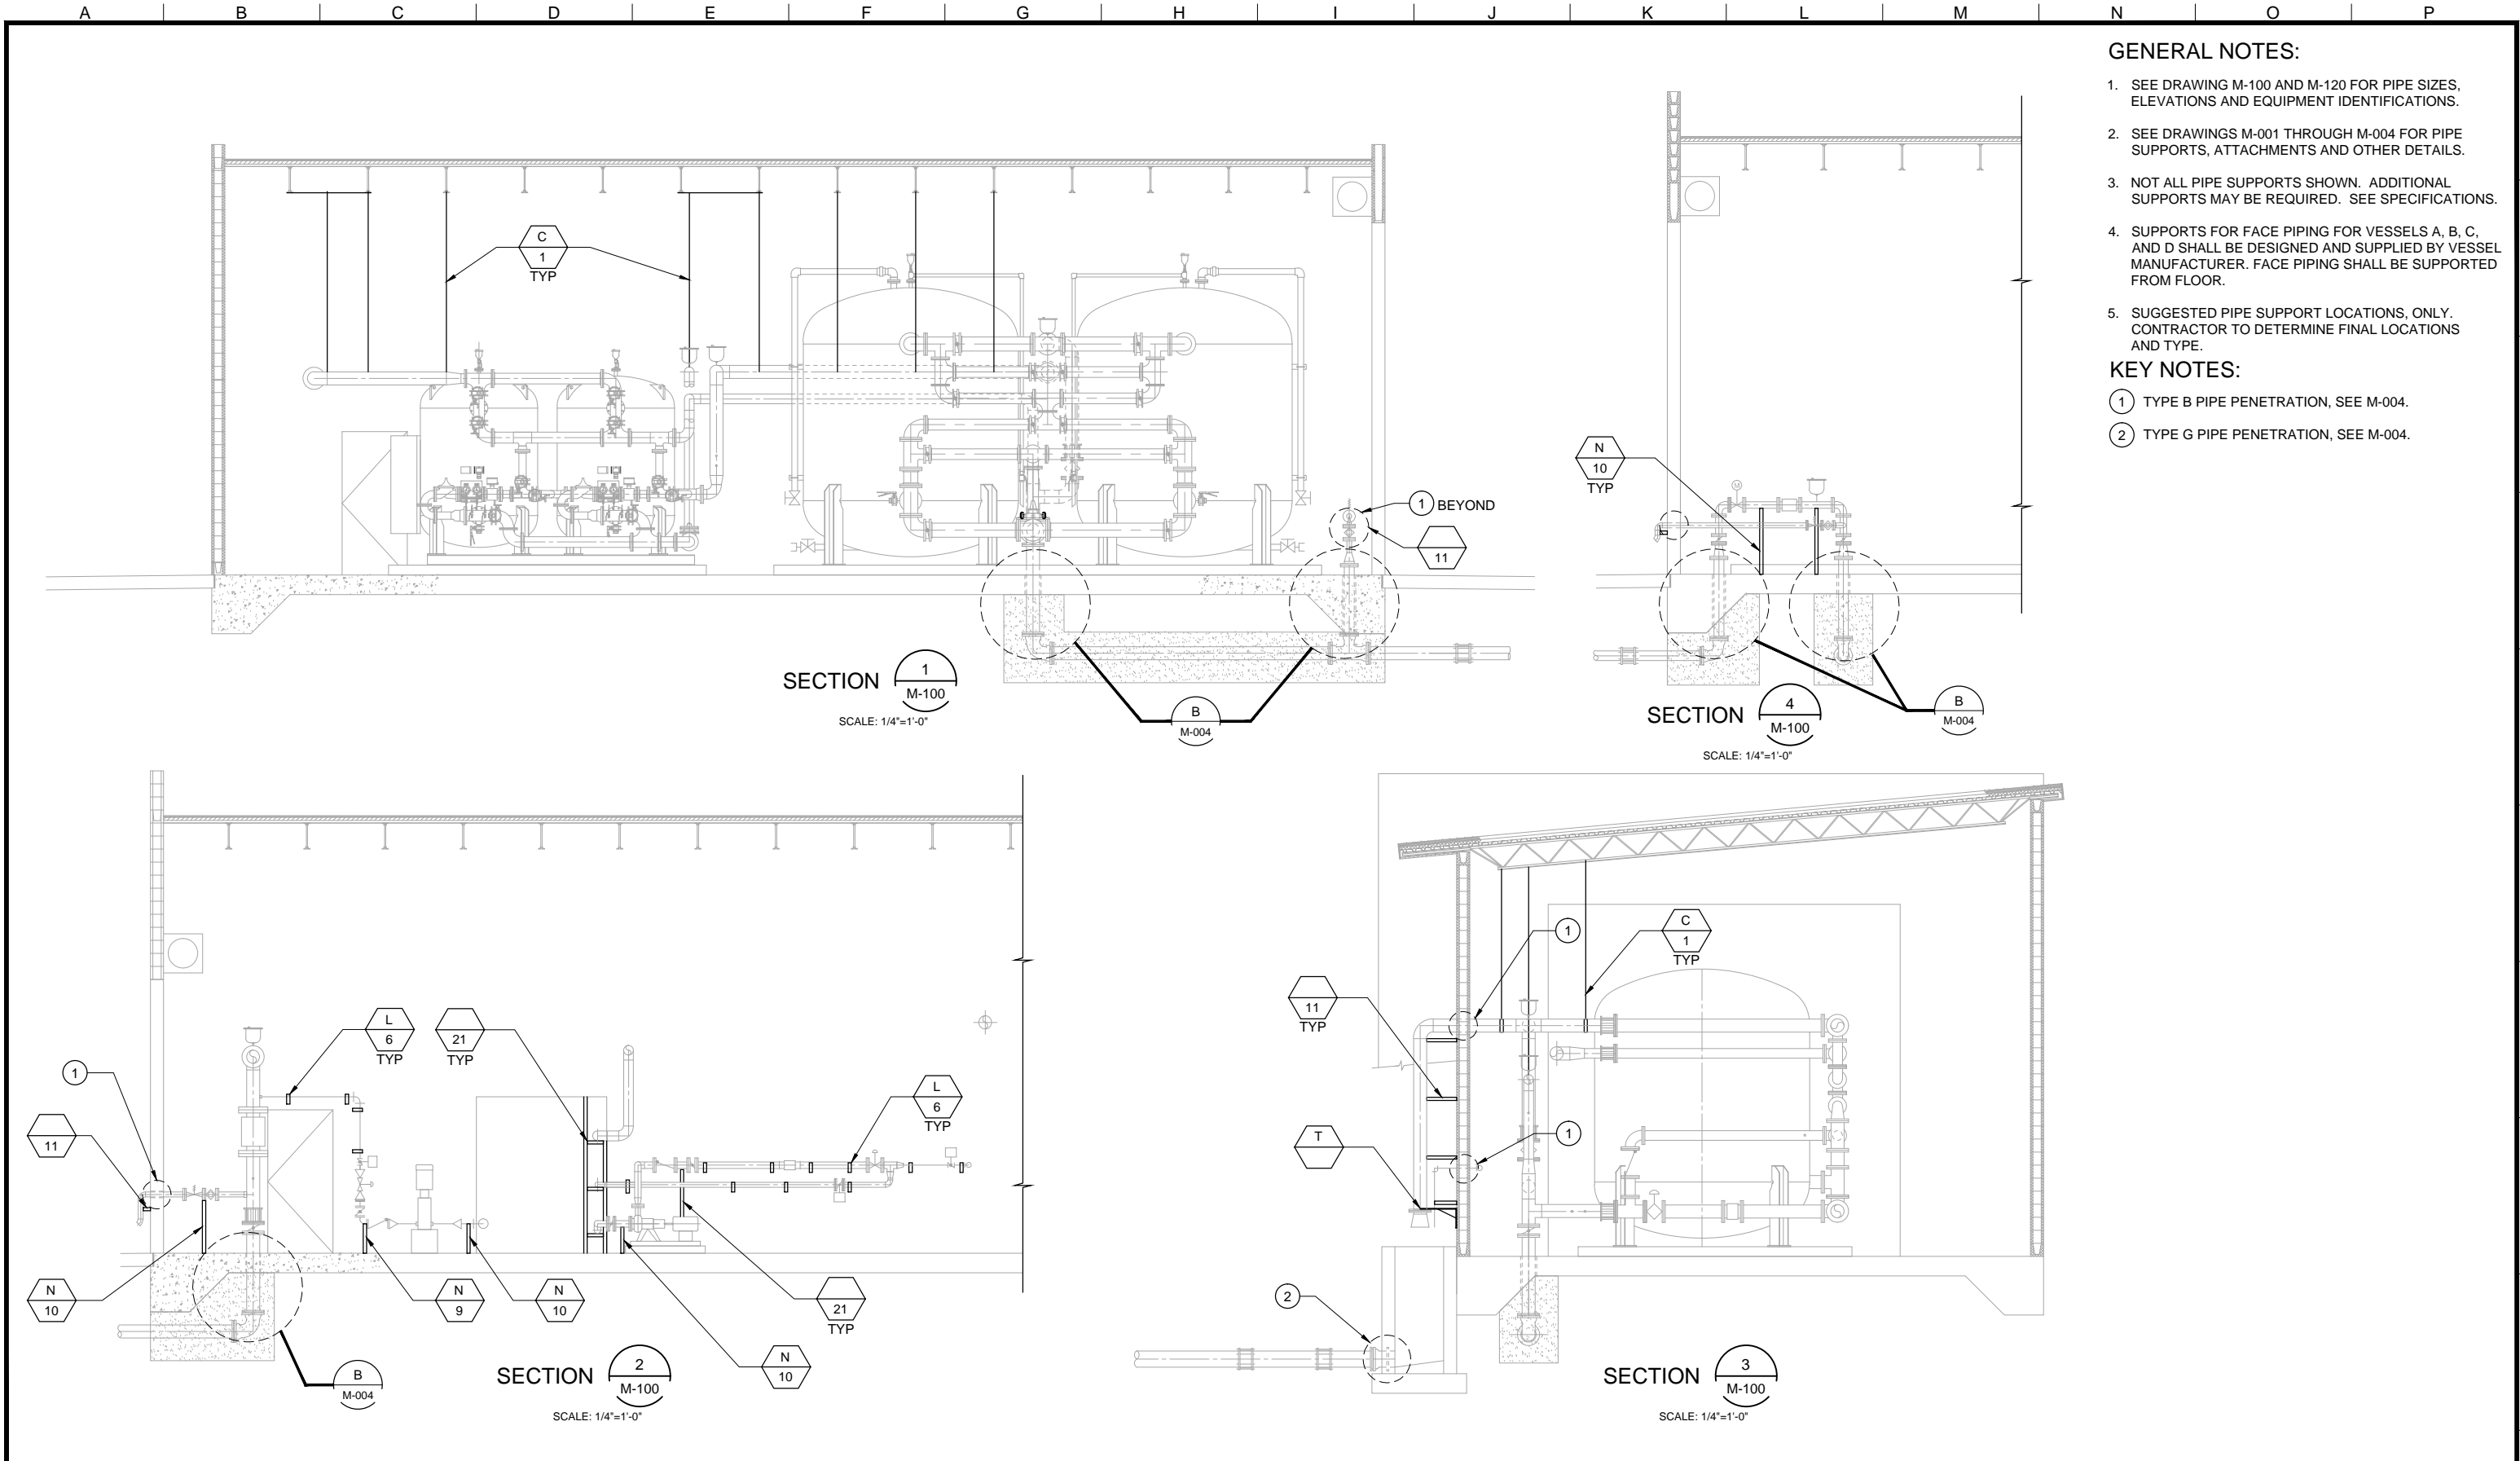 A B C D E F G H I J K L M N O P
GENERAL NOTES:
1. SEE DRAWING M-100 AND M-120 FOR PIPE SIZES,
ELEVATIONS AND EQUIPMENT IDENTIFICATIONS.
2. SEE DRAWINGS M-001 THROUGH M-004 FOR PIPE
SUPPORTS, ATTACHMENTS AND OTHER DETAILS.
3. NOT ALL PIPE SUPPORTS SHOWN. ADDITIONAL
SUPPORTS MAY BE REQUIRED. SEE SPECIFICATIONS.
4. SUPPORTS FOR FACE PIPING FOR VESSELS A, B, C,
AND D SHALL BE DESIGNED AND SUPPLIED BY VESSEL
MANUFACTURER. FACE PIPING SHALL BE SUPPORTED
FROM FLOOR.
5. SUGGESTED PIPE SUPPORT LOCATIONS, ONLY.
CONTRACTOR TO DETERMINE FINAL LOCATIONS
AND TYPE.
KEY NOTES:
1 TYPE B PIPE PENETRATION, SEE M-004.
2 TYPE G PIPE PENETRATION, SEE M-004.
C
1
TYP
1 BEYOND
11
SECTION
1
M-100
SCALE: 1/4"=1'-0"
B
M-004
N
10
TYP
M
SECTION
4
M-100
SCALE: 1/4"=1'-0"
B
M-004
L
6
TYP
21
TYP
1
11
L
6
TYP
N
10
N
9
N
10
21
TYP
N
10
B
M-004
SECTION
2
M-100
SCALE: 1/4"=1'-0"
1
C
1
TYP
11
TYP
T
1
2
SECTION
3
M-100
SCALE: 1/4"=1'-0"